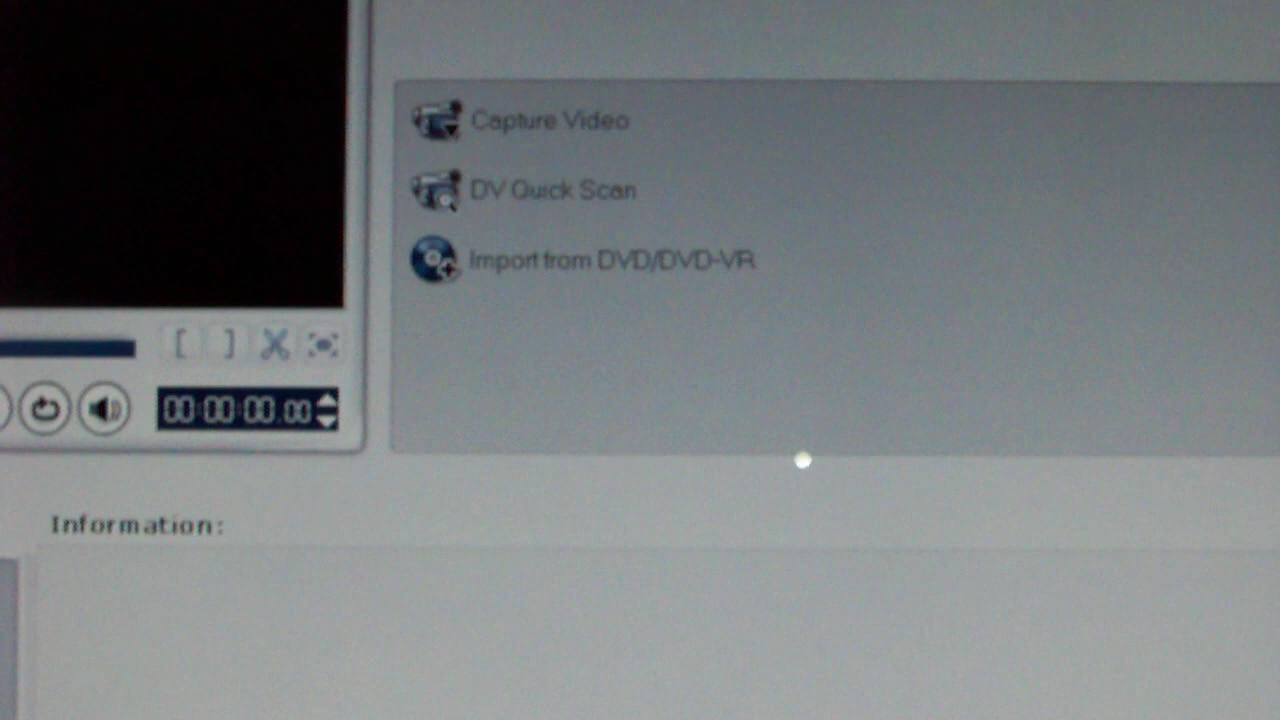 Capture Video
DV Quick Scan
Import from DVD/DVD-VR
[ ]
00:00:00.00
Information: